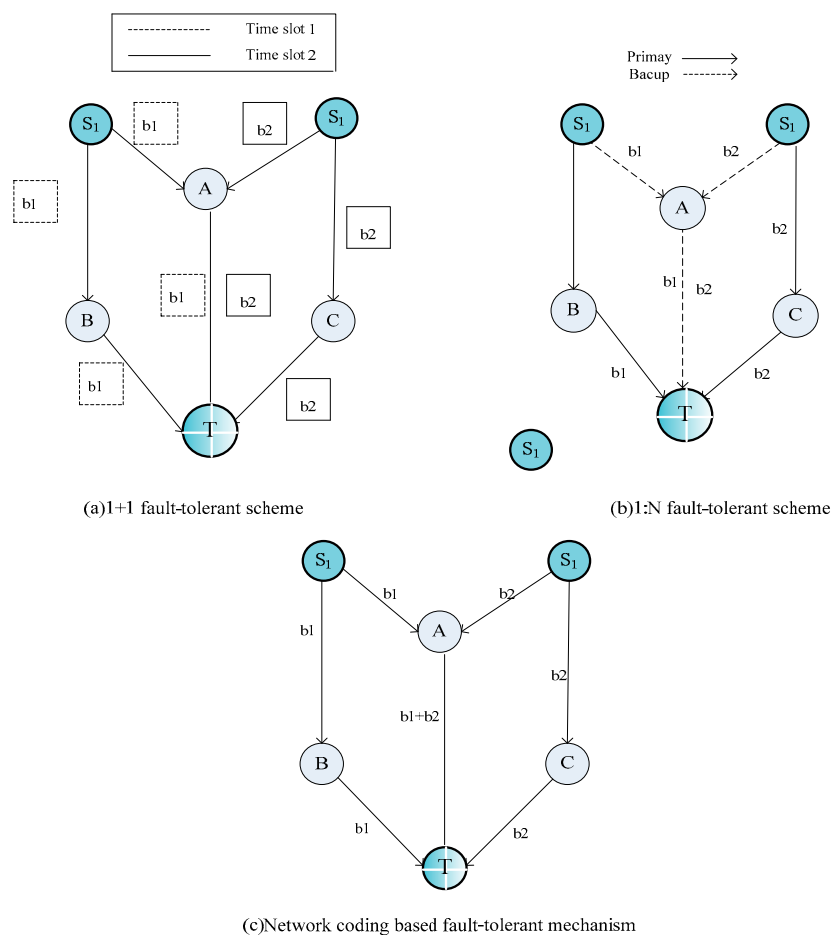 Time slot 1
Time slot 2
S1
b1
b2
S1
A
b1
b2
b1
b2
B
C
b1
b2
T
(a)1+1 fault-tolerant scheme
Primay
Bacup
S1
S1
b1
b2
A
b2
b1
b2
B
C
b1
b2
T
S1
(b)1:N fault-tolerant scheme
S1
S1
b1
b2
b1
A
b2
b1+b2
B
C
b1
b2
T
(c)Network coding based fault-tolerant mechanism